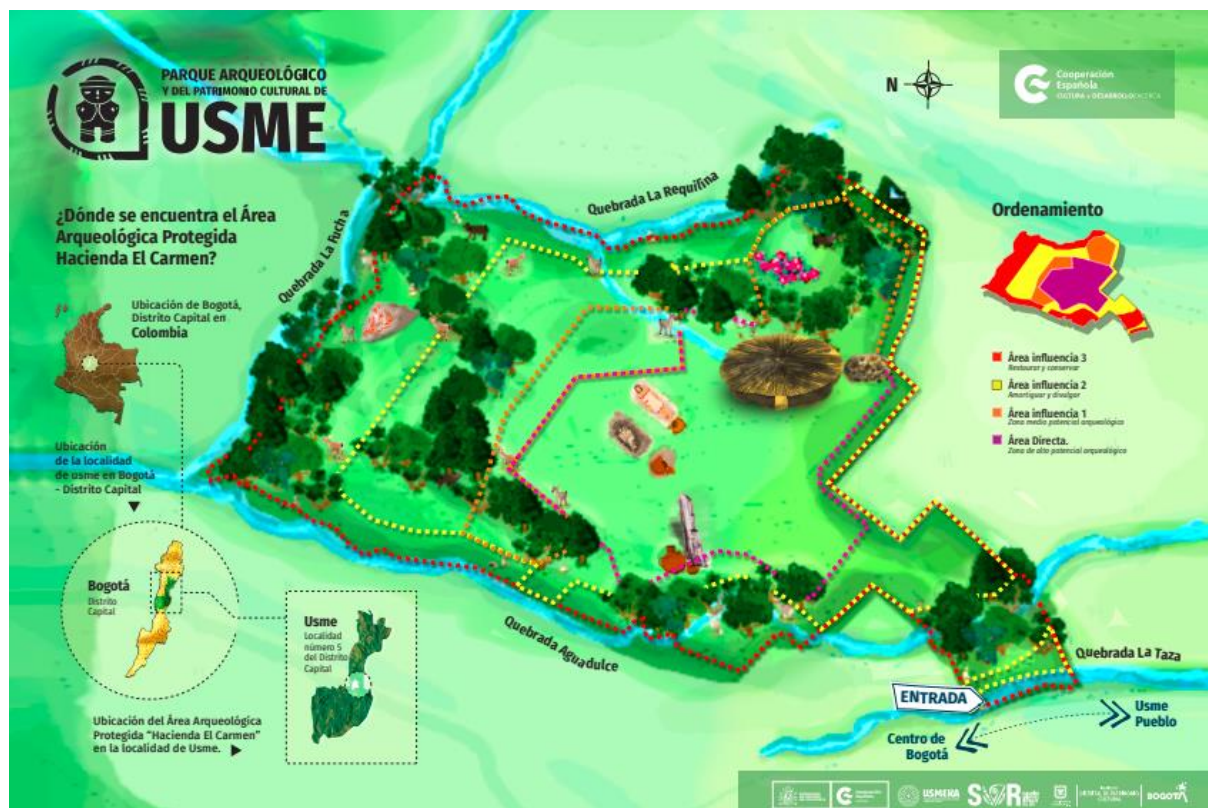 PARQUE ARQUEOLÓGICO
Y DEL PATRIMONIO CULTURAL DE
USME
N
Cooperación
Española
¿Dónde se encuentra el Área
Arqueológica Protegida
Hacienda El Carmen?
Quebrada La Fucha
Quebrada La Requilina
Ordenamiento
Ubicación de Bogotá,
Distrito Capital en
Colombia
Área influencia 3
Restaurar y conservar
Área influencia 2
Amortiguar y divulgar
Área influencia 1
Zona medio potencial arqueológico
Área Directa.
Zona de alto potencial arqueológico
Ubicación
de la localidad
de usme en Bogotá
- Distrito Capital
Bogotá
Distrito
Capital
Usme
Localidad
número 5
del Distrito
Capital
Quebrada Aguadulce
Quebrada La Taza
ENTRADA
Usme
Pueblo
Centro de
Bogotá
Ubicación del Área Arqueológica
Protegida “Hacienda El Carmen”
en la localidad de Usme.
USMEKA
BOGOTÁ